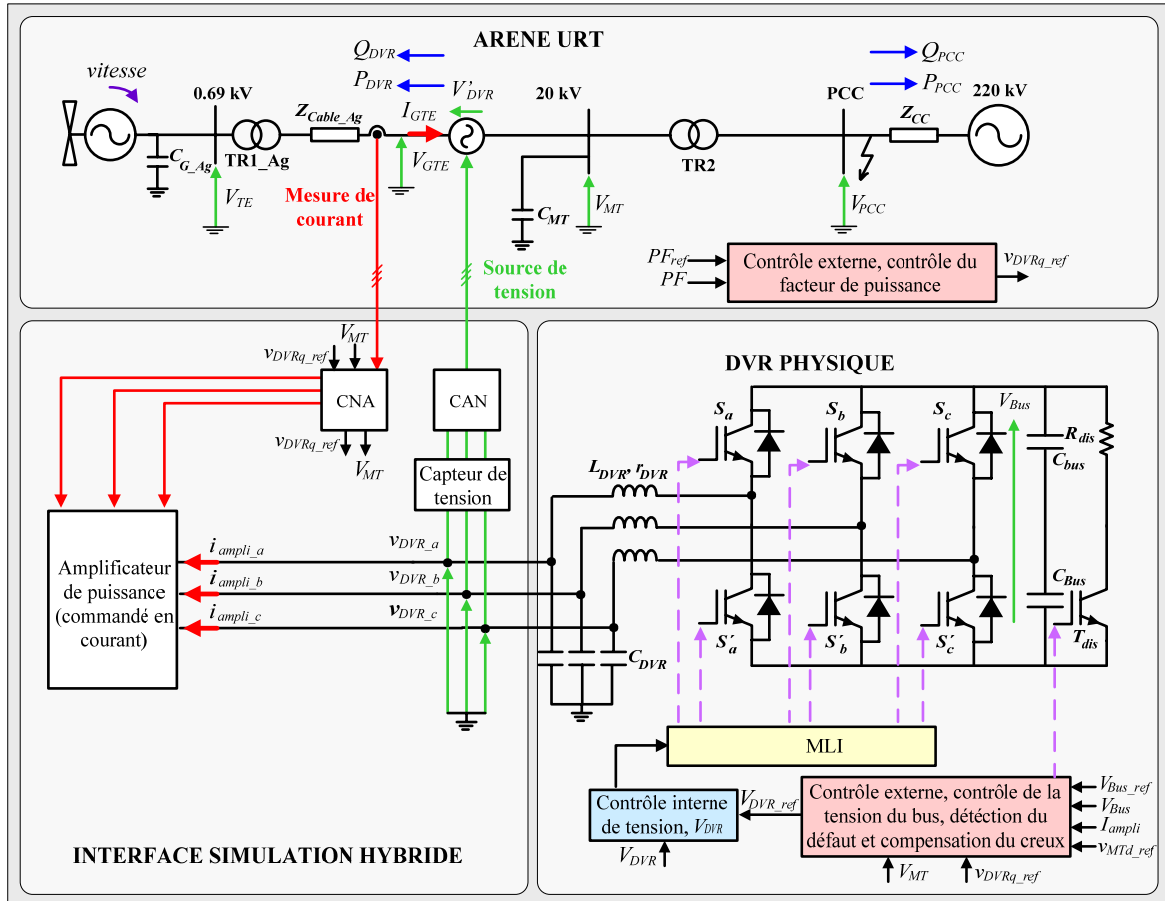 ARENE URT
vitesse
0.69 kV
TR1_Ag
Z_Cable_Ag
C_G_Ag
V_TE
Q_DVR
P_DVR
I_GTE
V'_DVR
V_GTE
20 kV
C_MT
V_MT
TR2
PCC
Q_PCC
P_PCC
Z_CC
220 kV
V_PCC
Mesure de
courant
Source de
tension
PF_ref
PF
Contrôle externe, contrôle du
facteur de puissance
v_DVRq_ref
V_MT
v_DVRq_ref
CNA
v_DVRq_ref
V_MT
CAN
Capteur de
tension
Amplificateur
de puissance
(commandé en
courant)
i_ampli_a
i_ampli_b
i_ampli_c
v_DVR_a
v_DVR_b
v_DVR_c
INTERFACE SIMULATION HYBRIDE
DVR PHYSIQUE
S_a
S_b
S_c
V_Bus
R_dis
C_bus
L_DVR, r_DVR
C_Bus
T_dis
S'_a
S'_b
S'_c
C_DVR
MLI
Contrôle interne
de tension, V_DVR
V_DVR
V_DVR_ref
Contrôle externe, contrôle de la
tension du bus, détéction du
défaut et compensation du creux
V_Bus_ref
V_Bus
I_ampli
v_MTd_ref
V_MT
v_DVRq_ref